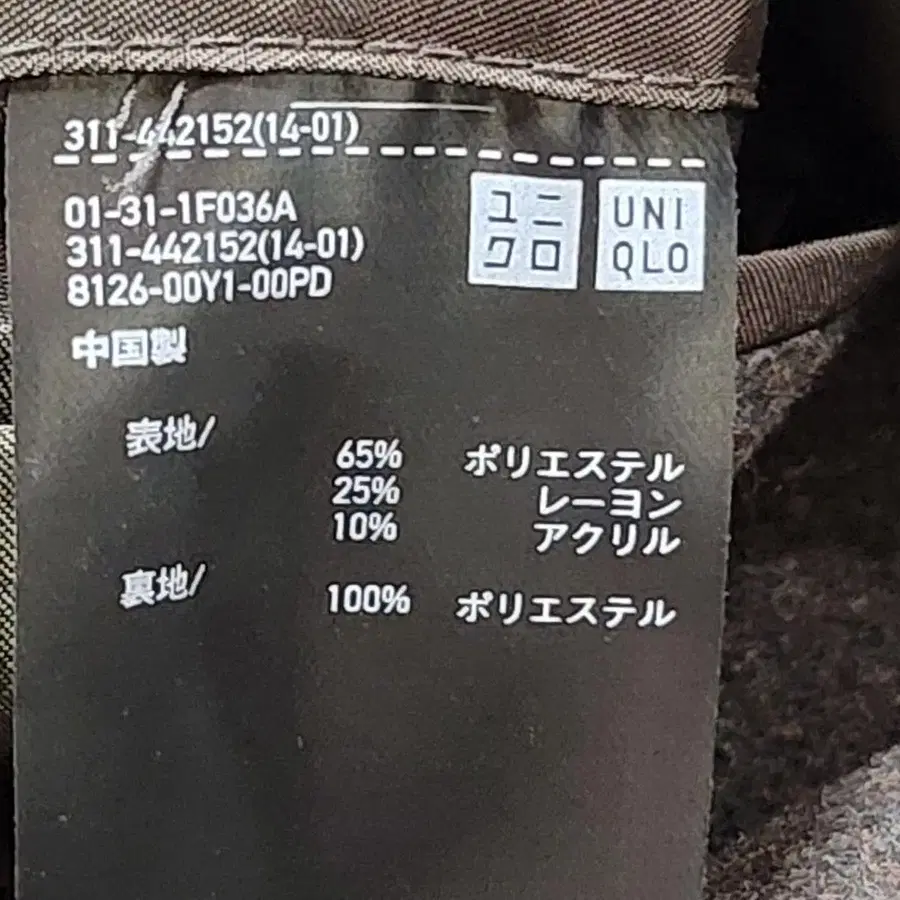 311-442152(14-01)
01-31-1F036A
311-442152(14-01)
8126-00Y1-00PD
ユニ
クロ
UNI
QLO
中国製
表地/
65% ポリエステル
25% レーヨン
10% アクリル
裏地/
100% ポリエステル